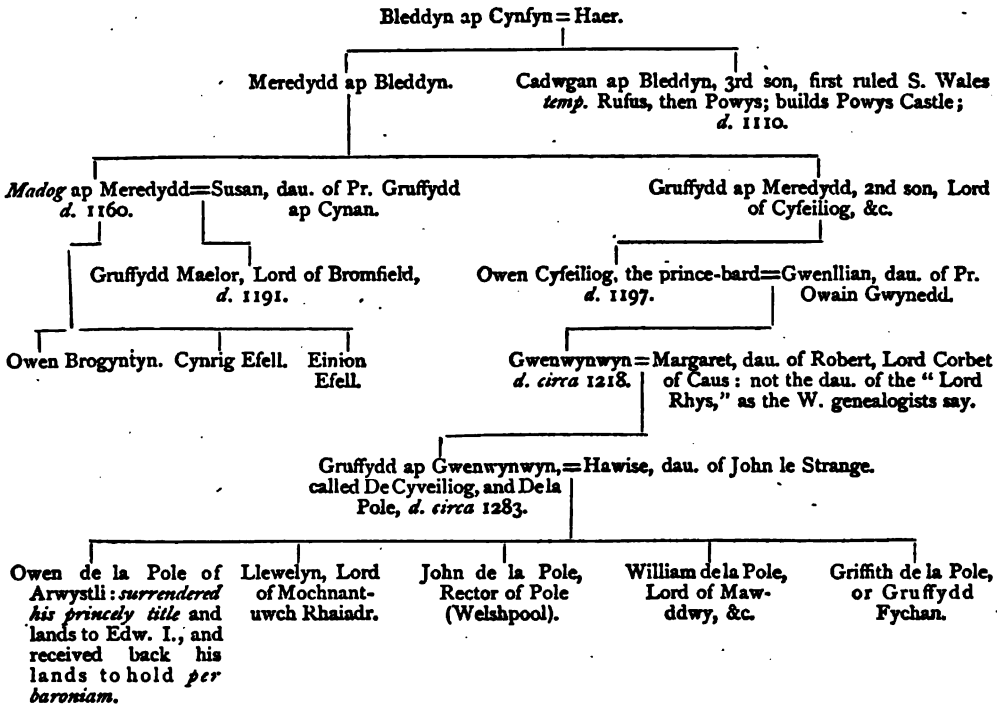 Bleddyn ap Cynfyn = Haer.
Meredydd ap Bleddyn.
Cadwgan ap Bleddyn, 3rd son, first ruled S. Wales
temp. Rufus, then Powys; builds Powys Castle;
d. 1110.
Madog ap Meredydd=Susan, dau. of Pr. Gruffydd
d. 1160. ap Cynan.
Gruffydd ap Meredydd, 2nd son, Lord
of Cyfeiliog, &c.
Gruffydd Maelor, Lord of Bromfield,
d. 1191.
Owen Cyfeiliog, the prince-bard=Gwenllian, dau. of Pr.
d. 1197. Owain Gwynedd.
Owen Brogyntyn. Cynrig Efell. Einion
Efell.
Gwenwynwyn = Margaret, dau. of Robert, Lord Corbet
d. circa 1218. of Caus : not the dau. of the "Lord
Rhys," as the W. genealogists say.
Gruffydd ap Gwenwynwyn, = Hawise, dau. of John le Strange.
called De Cyveiliog, and De la
Pole, d. circa 1283.
Owen de la Pole of
Arwystli : surrendered
his princely title and
lands to Edw. I., and
received back his
lands to hold per
baroniam.
Llewelyn, Lord
of Mochnant-
uwch Rhaiadr.
John de la Pole,
Rector of Pole
(Welshpool).
William de la Pole,
Lord of Maw-
ddwy, &c.
Griffith de la Pole,
or Gruffydd
Fychan.